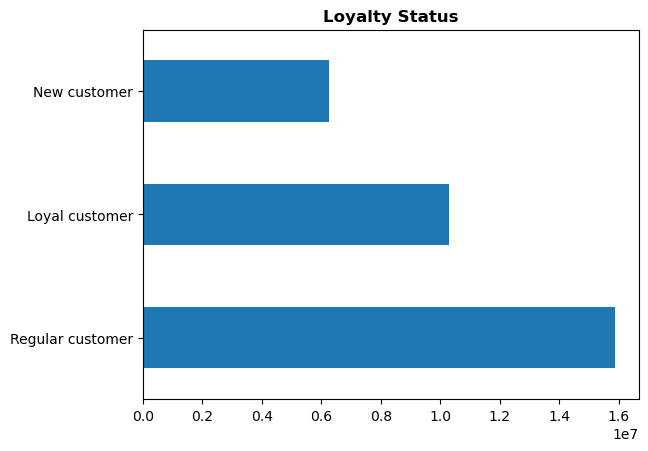 Loyalty Status
New customer
Loyal customer
Regular customer
0.0 0.2 0.4 0.6 0.8 1.0 1.2 1.4 1.6
1e7